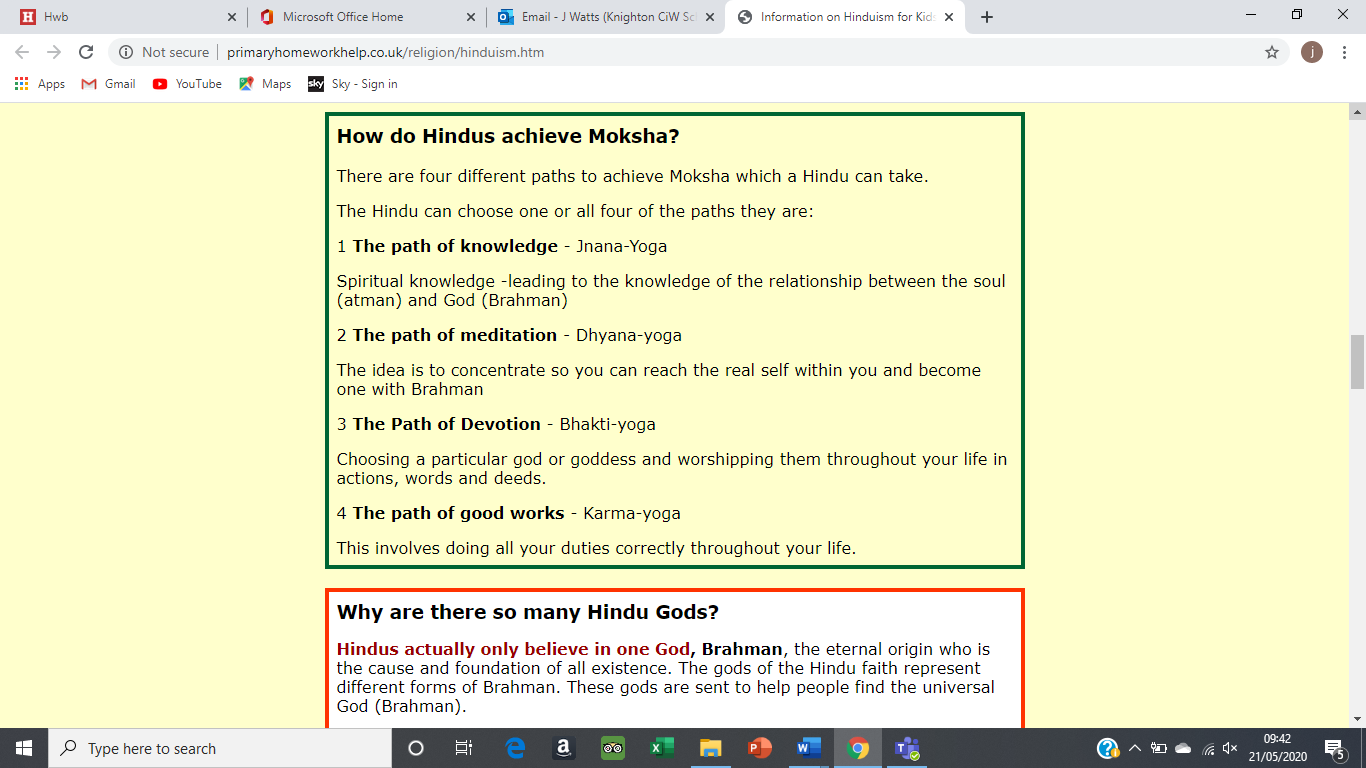 Hwb
Microsoft Office Home
Email - J Watts (Knighton CiW Sc
Information on Hinduism for Kids
Not secure
primaryhomeworkhelp.co.uk/religion/hinduism.htm
j
Apps
Gmail
YouTube
Maps
sky
Sky - Sign in
How do Hindus achieve Moksha?
There are four different paths to achieve Moksha which a Hindu can take.
The Hindu can choose one or all four of the paths they are:
1 The path of knowledge - Jnana-Yoga
Spiritual knowledge -leading to the knowledge of the relationship between the soul
(atman) and God (Brahman)
2 The path of meditation - Dhyana-yoga
The idea is to concentrate so you can reach the real self within you and become
one with Brahman
3 The Path of Devotion - Bhakti-yoga
Choosing a particular god or goddess and worshipping them throughout your life in
actions, words and deeds.
4 The path of good works - Karma-yoga
This involves doing all your duties correctly throughout your life.
Why are there so many Hindu Gods?
Hindus actually only believe in one God, Brahman, the eternal origin who is
the cause and foundation of all existence. The gods of the Hindu faith represent
different forms of Brahman. These gods are sent to help people find the universal
God (Brahman).
Type here to search
09:42
21/05/2020
5